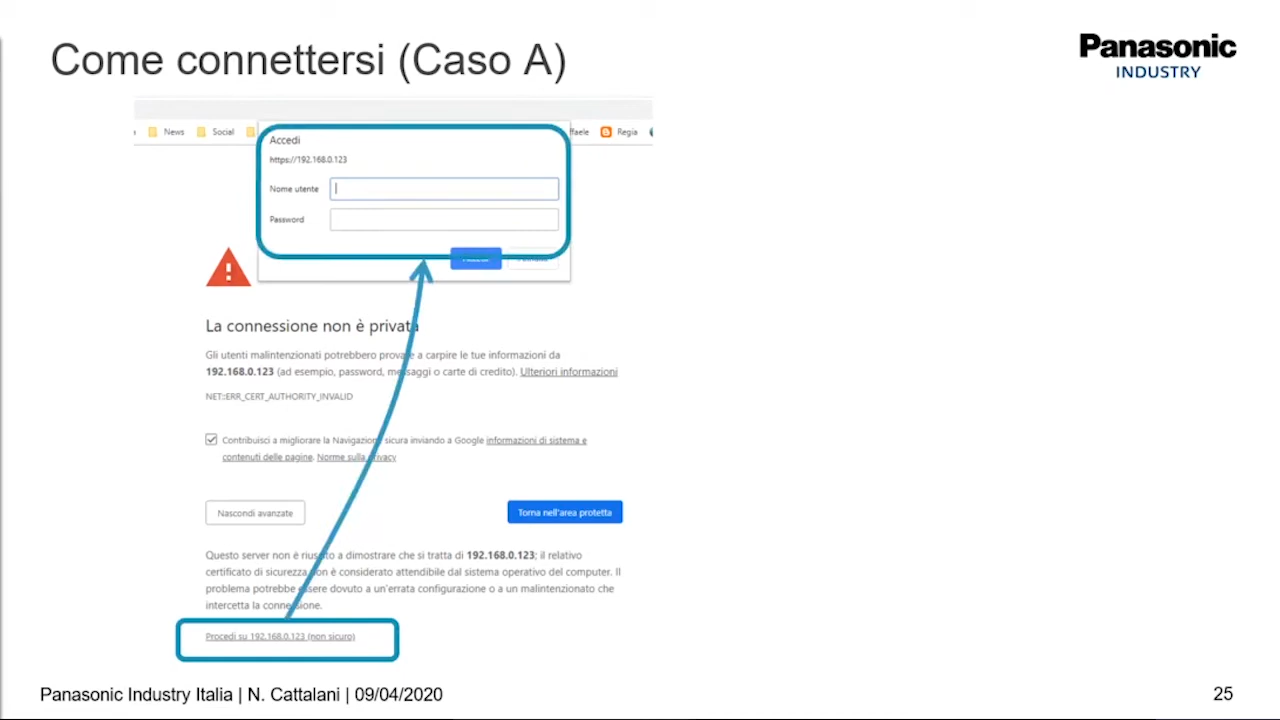 Come connettersi (Caso A)
Panasonic
INDUSTRY
News Social Regia
Accedi
https://192.168.0.123
Nome utente
Password
La connessione non è privata
Gli utenti malintenzionati potrebbero provare a carpire le tue informazioni da
192.168.0.123 (ad esempio, password, messaggi o carte di credito). Ulteriori informazioni
NET::ERR_CERT_AUTHORITY_INVALID
Contribuisci a migliorare la Navigazione sicura inviando a Google informazioni di sistema e
contenuti delle pagine. Norme sulla privacy
Nascondi avanzate
Torna nell'area protetta
Questo server non è riuscito a dimostrare che si tratta di 192.168.0.123; il relativo
certificato di sicurezza non è considerato attendibile dal sistema operativo del computer. Il
problema potrebbe essere dovuto a un'errata configurazione o a un malintenzionato che
intercetta la connessione.
Procedi su 192.168.0.123 (non sicuro)
Panasonic Industry Italia | N. Cattalani | 09/04/2020
25